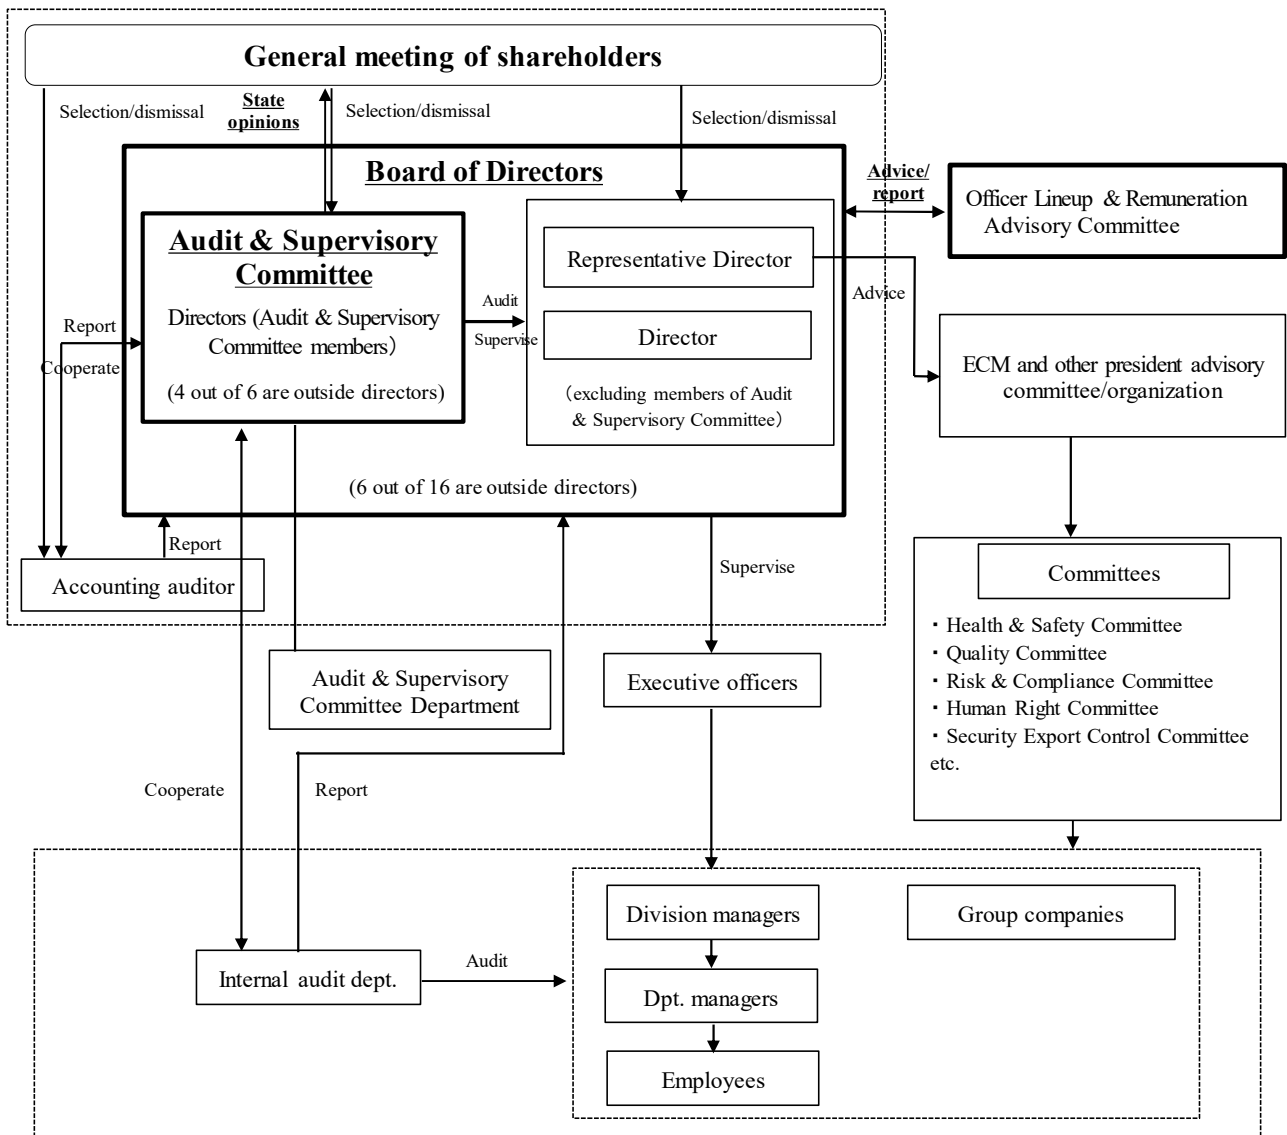 General meeting of shareholders
Selection/dismissal
State
opinions
Selection/dismissal
Selection/dismissal
Board of Directors
Advice/
report
Officer Lineup & Remuneration
Advisory Committee
Audit & Supervisory
Committee
Directors (Audit & Supervisory
Committee members）
(4 out of 6 are outside directors)
Audit
Supervise
Representative Director
Director
（excluding members of Audit
& Supervisory Committee）
Advice
Report
Cooperate
ECM and other president advisory
committee/organization
(6 out of 16 are outside directors)
Report
Accounting auditor
Supervise
Committees
・Health & Safety Committee
・Quality Committee
・Risk & Compliance Committee
・Human Right Committee
・Security Export Control Committee
etc.
Audit & Supervisory
Committee Department
Executive officers
Cooperate
Report
Division managers
Group companies
Internal audit dept.
Audit
Dpt. managers
Employees